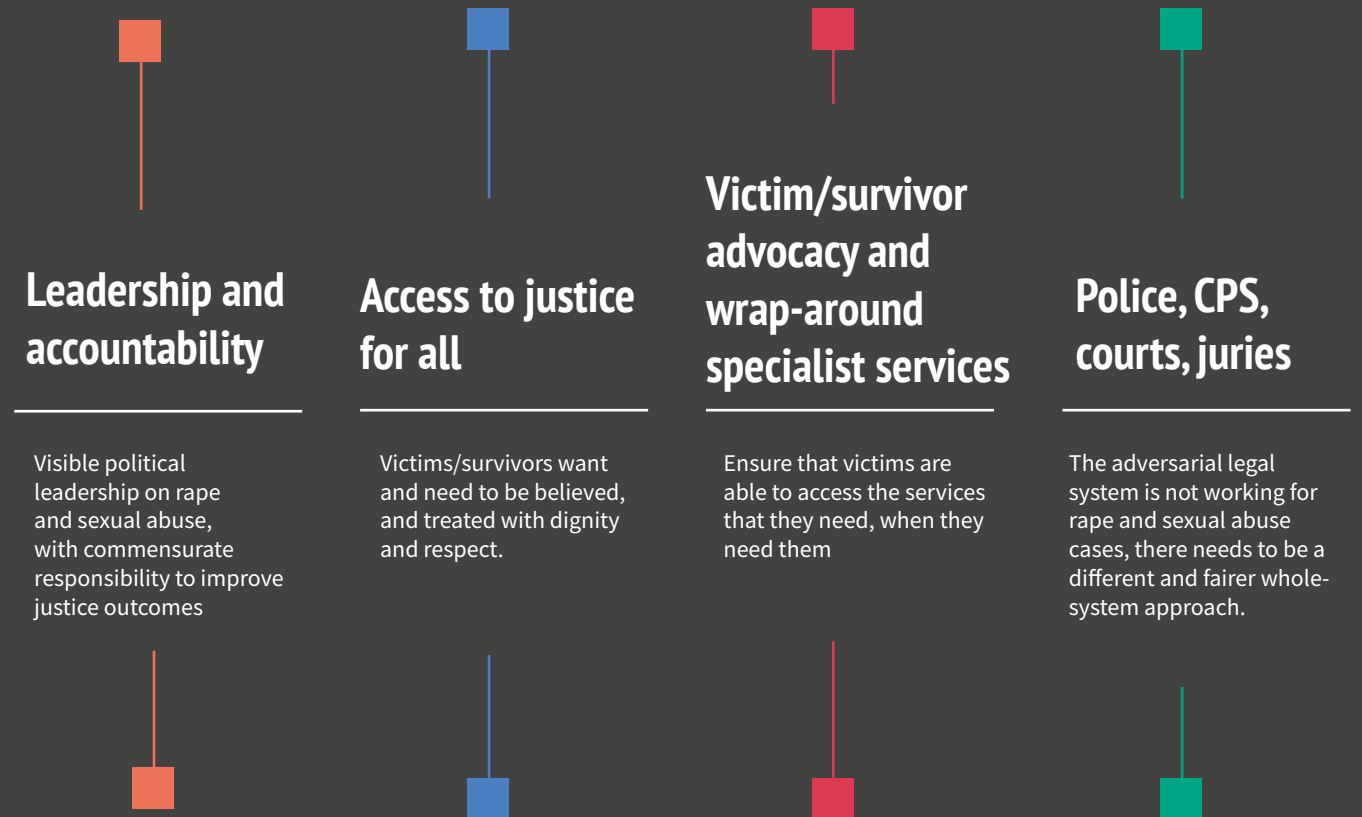 Leadership and
accountability
Visible political
leadership on rape
and sexual abuse,
with commensurate
responsibility to improve
justice outcomes
Access to justice
for all
Victims/survivors want
and need to be believed,
and treated with dignity
and respect.
Victim/survivor
advocacy and
wrap-around
specialist services
Ensure that victims are
able to access the services
that they need, when they
need them
Police, CPS,
courts, juries
The adversarial legal
system is not working for
rape and sexual abuse
cases, there needs to be a
different and fairer whole-
system approach.